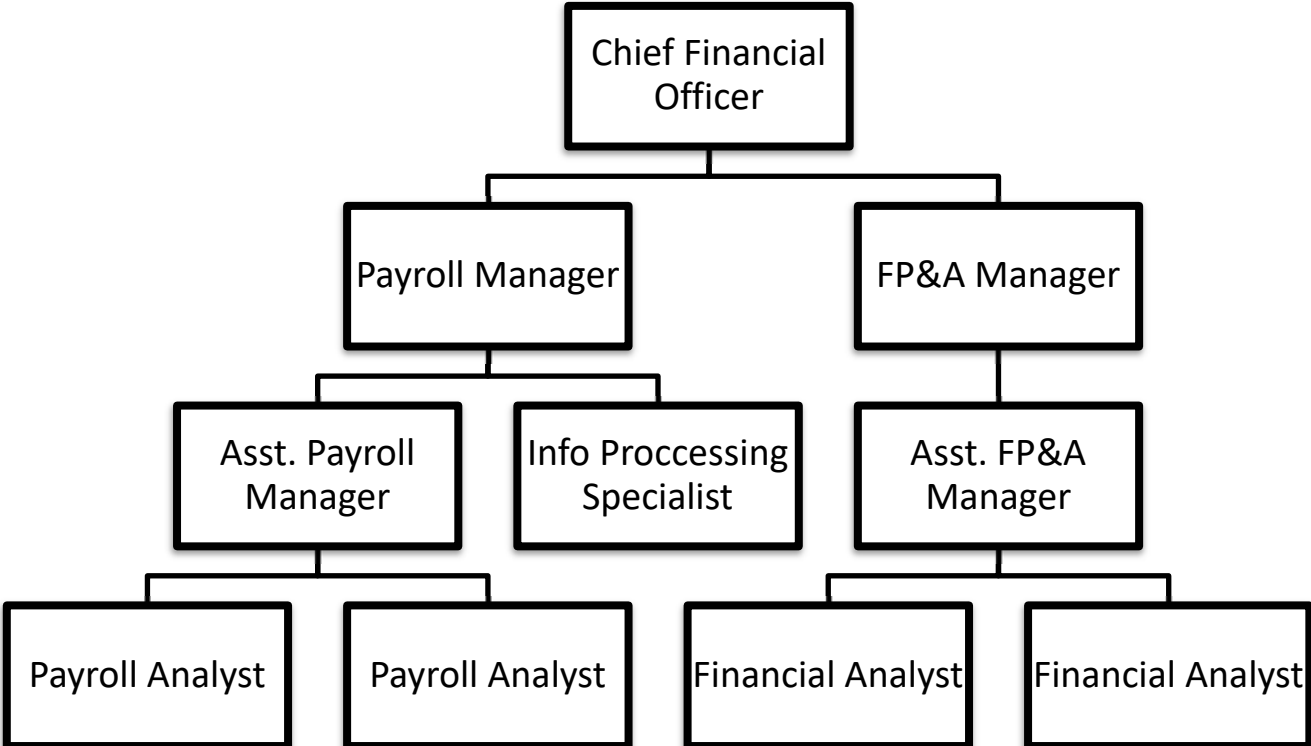 Chief Financial
Officer
Payroll Manager
FP&A Manager
Asst. Payroll
Manager
Info Proccessing
Specialist
Asst. FP&A
Manager
Payroll Analyst
Payroll Analyst
Financial Analyst
Financial Analyst